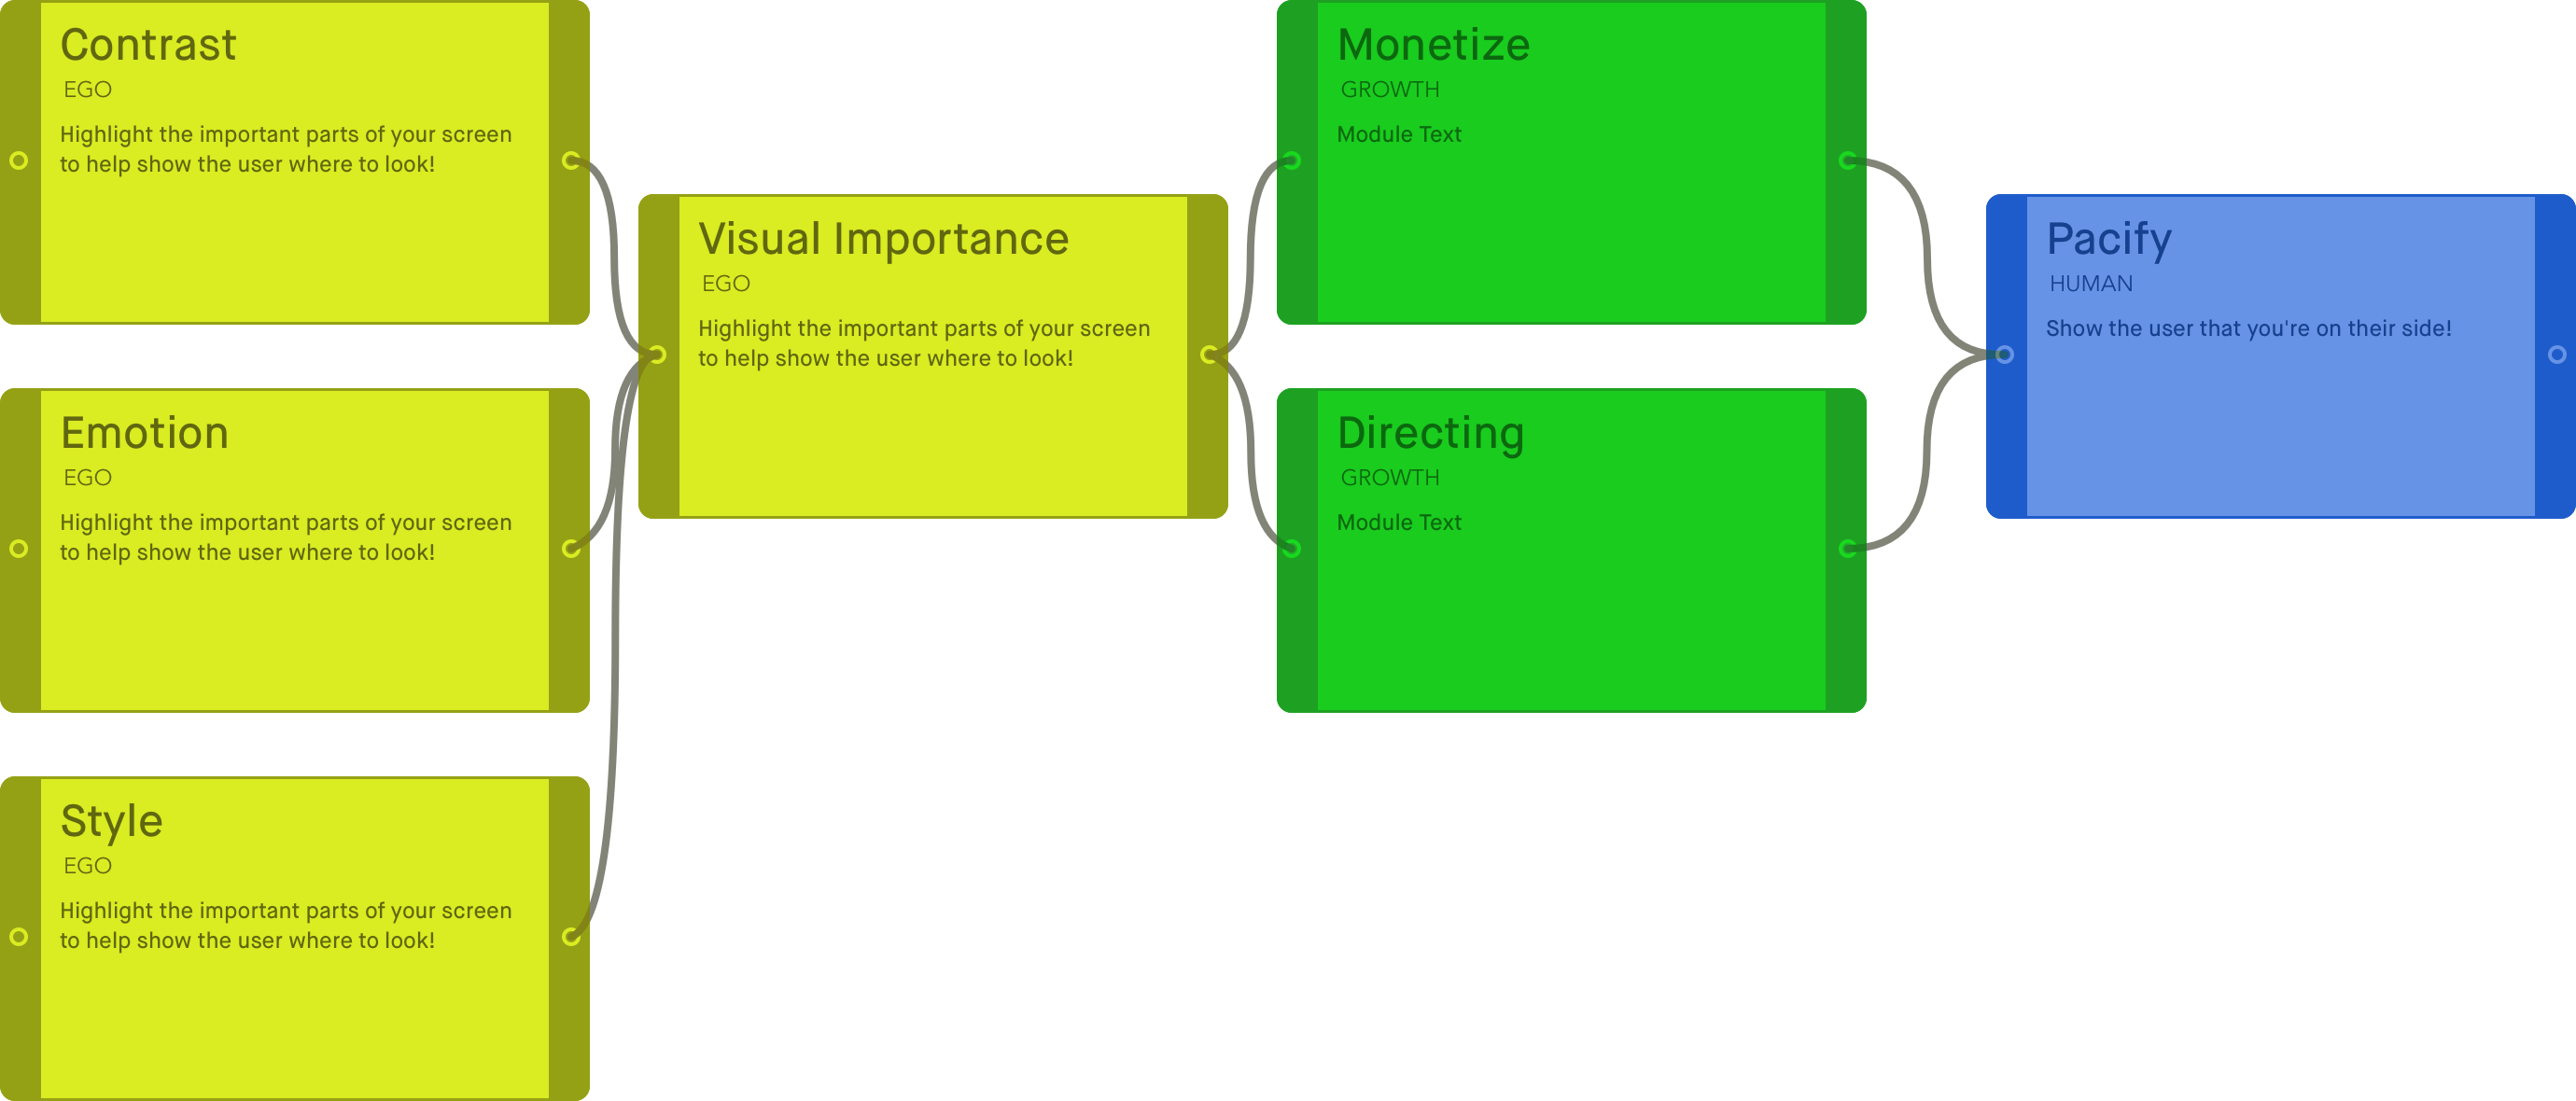 Contrast
EGO
Highlight the important parts of your screen
to help show the user where to look!
Emotion
EGO
Highlight the important parts of your screen
to help show the user where to look!
Style
EGO
Highlight the important parts of your screen
to help show the user where to look!
Visual Importance
EGO
Highlight the important parts of your screen
to help show the user where to look!
Monetize
GROWTH
Module Text
Directing
GROWTH
Module Text
Pacify
HUMAN
Show the user that you're on their side!